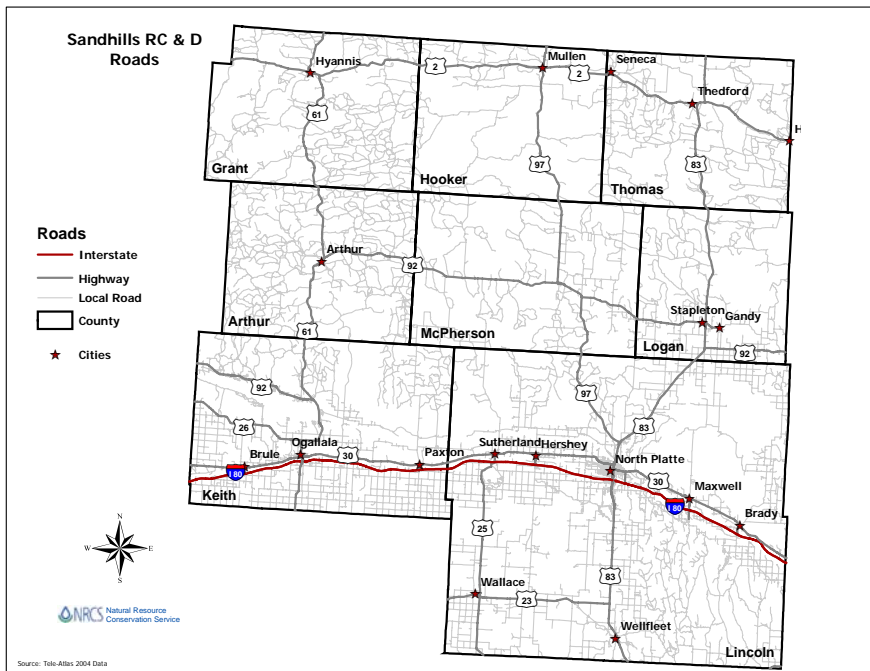 Sandhills RC & D
Roads
Hyannis
Mullen
Seneca
Thedford
H
2
2
61
97
83
Grant
Hooker
Thomas
Roads
Interstate
Highway
Local Road
County
Cities
Arthur
92
Stapleton
Gandy
Arthur
61
McPherson
Logan
92
92
97
26
83
Ogallala
Brule
30
Paxton
Sutherland
Hershey
North Platte
30
Maxwell
Brady
I 80
I 80
Keith
25
83
Wallace
23
Wellfleet
Lincoln
N
W
E
S
NRCS
Natural Resource
Conservation Service
Source: Tele-Atlas 2004 Data